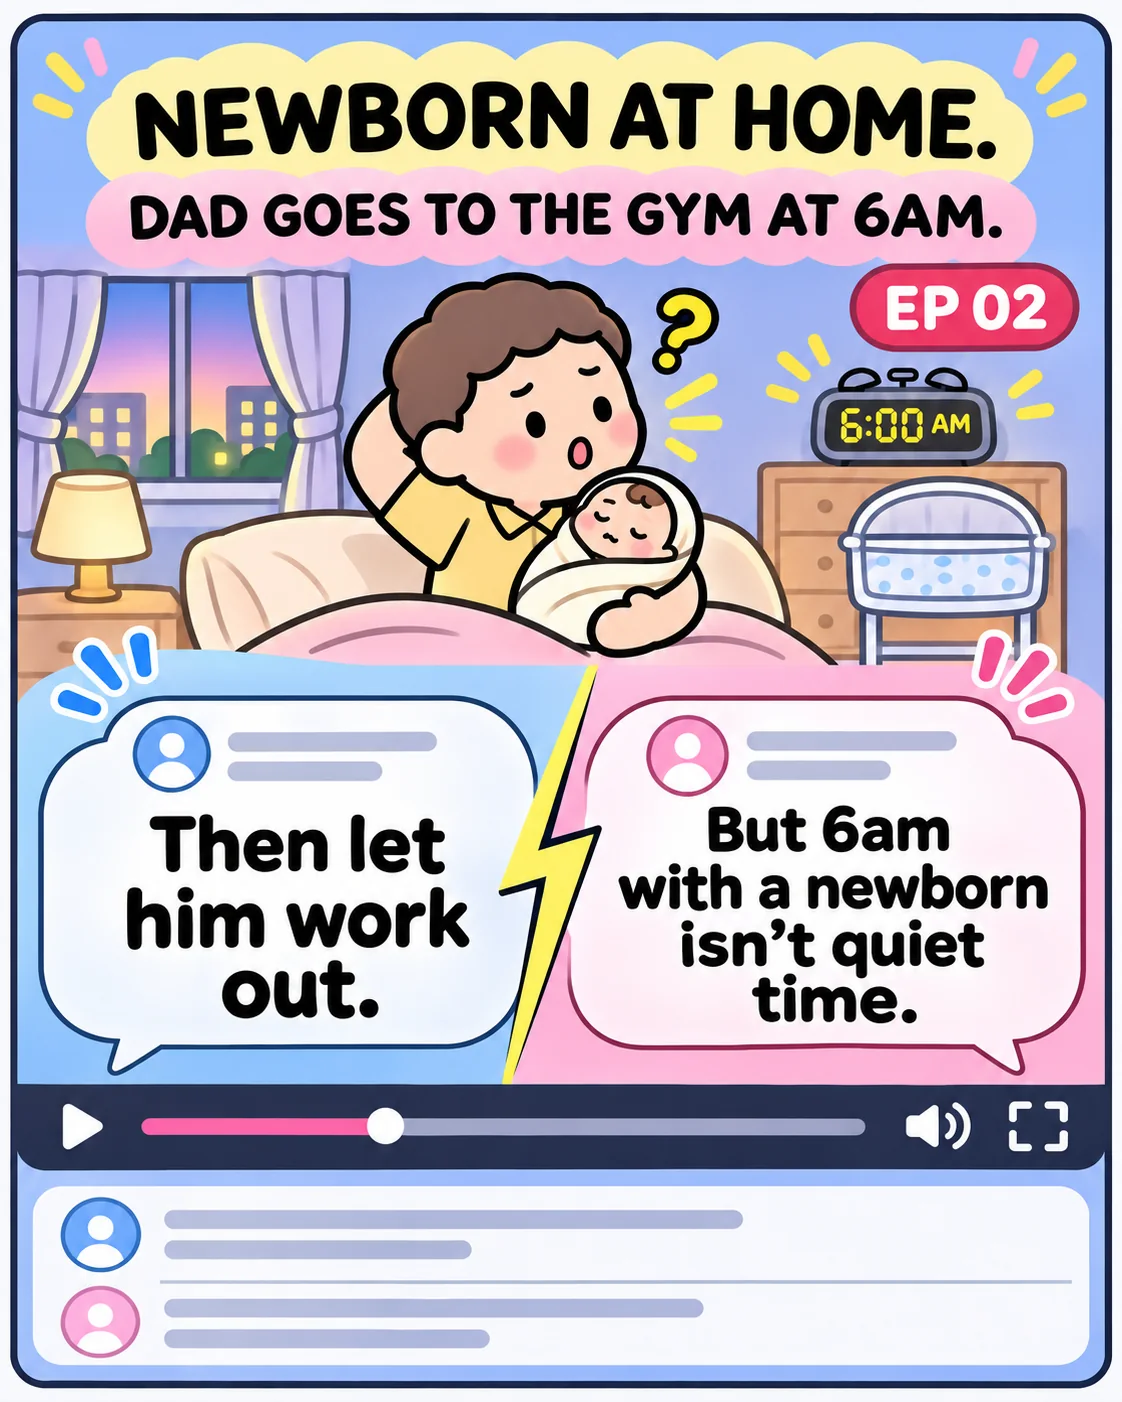 NEWBORN AT HOME.
DAD GOES TO THE GYM AT 6AM.
EP 02
6:00 AM
Then let
him work
out.
But 6am
with a newborn
isn’t quiet
time.